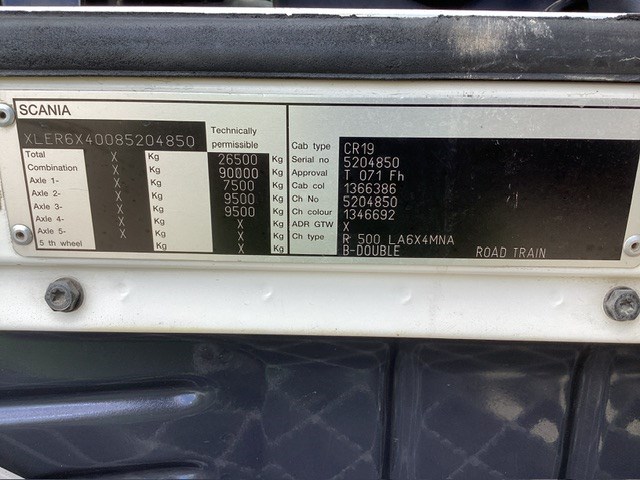 SCANIA
XLER6X40085204850 Technically permissible
Total X Kg 26500 Kg
Combination X Kg 90000 Kg
Axle 1- X Kg 7500 Kg
Axle 2- X Kg 9500 Kg
Axle 3- X Kg 9500 Kg
Axle 4- X Kg X Kg
Axle 5- X Kg X Kg
5 th wheel Kg X Kg
Cab type CR19
Serial no 5204850
Approval T 071 Fh
Cab col 1366386
Ch No 5204850
Ch colour 1346692
ADR GTW X
Ch type R 500 LA6X4MNA
B-DOUBLE ROAD TRAIN